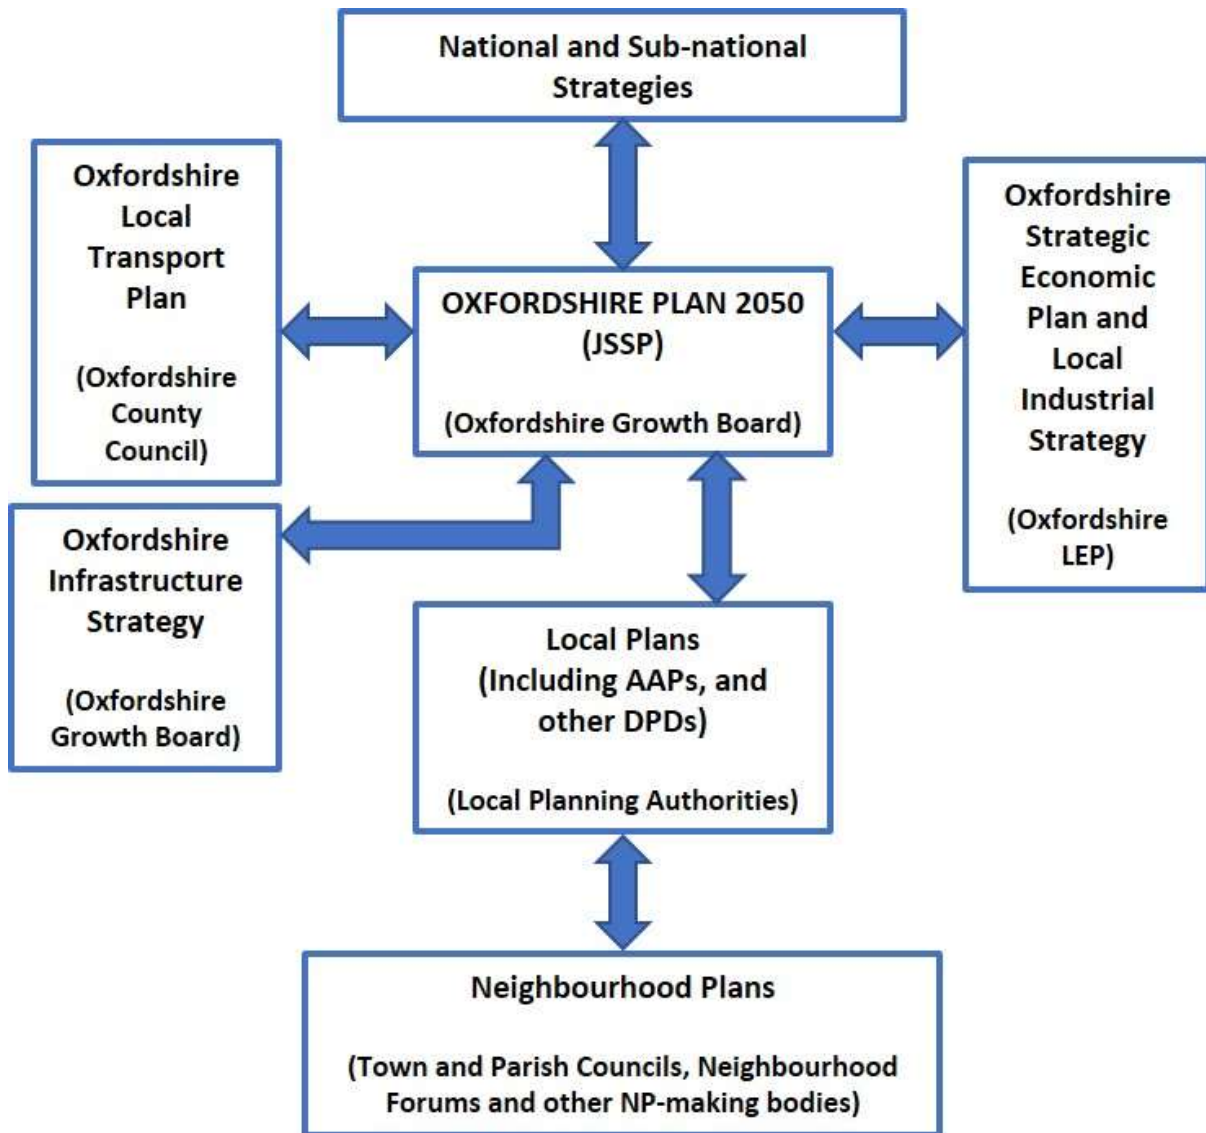 National and Sub-national
Strategies
Oxfordshire
Local
Transport
Plan
(Oxfordshire
County
Council)
OXFORDSHIRE PLAN 2050
(JSSP)
(Oxfordshire Growth Board)
Oxfordshire
Strategic
Economic
Plan and
Local
Industrial
Strategy
(Oxfordshire
LEP)
Oxfordshire
Infrastructure
Strategy
(Oxfordshire
Growth Board)
Local Plans
(Including AAPs, and
other DPDs)
(Local Planning Authorities)
Neighbourhood Plans
(Town and Parish Councils, Neighbourhood
Forums and other NP-making bodies)